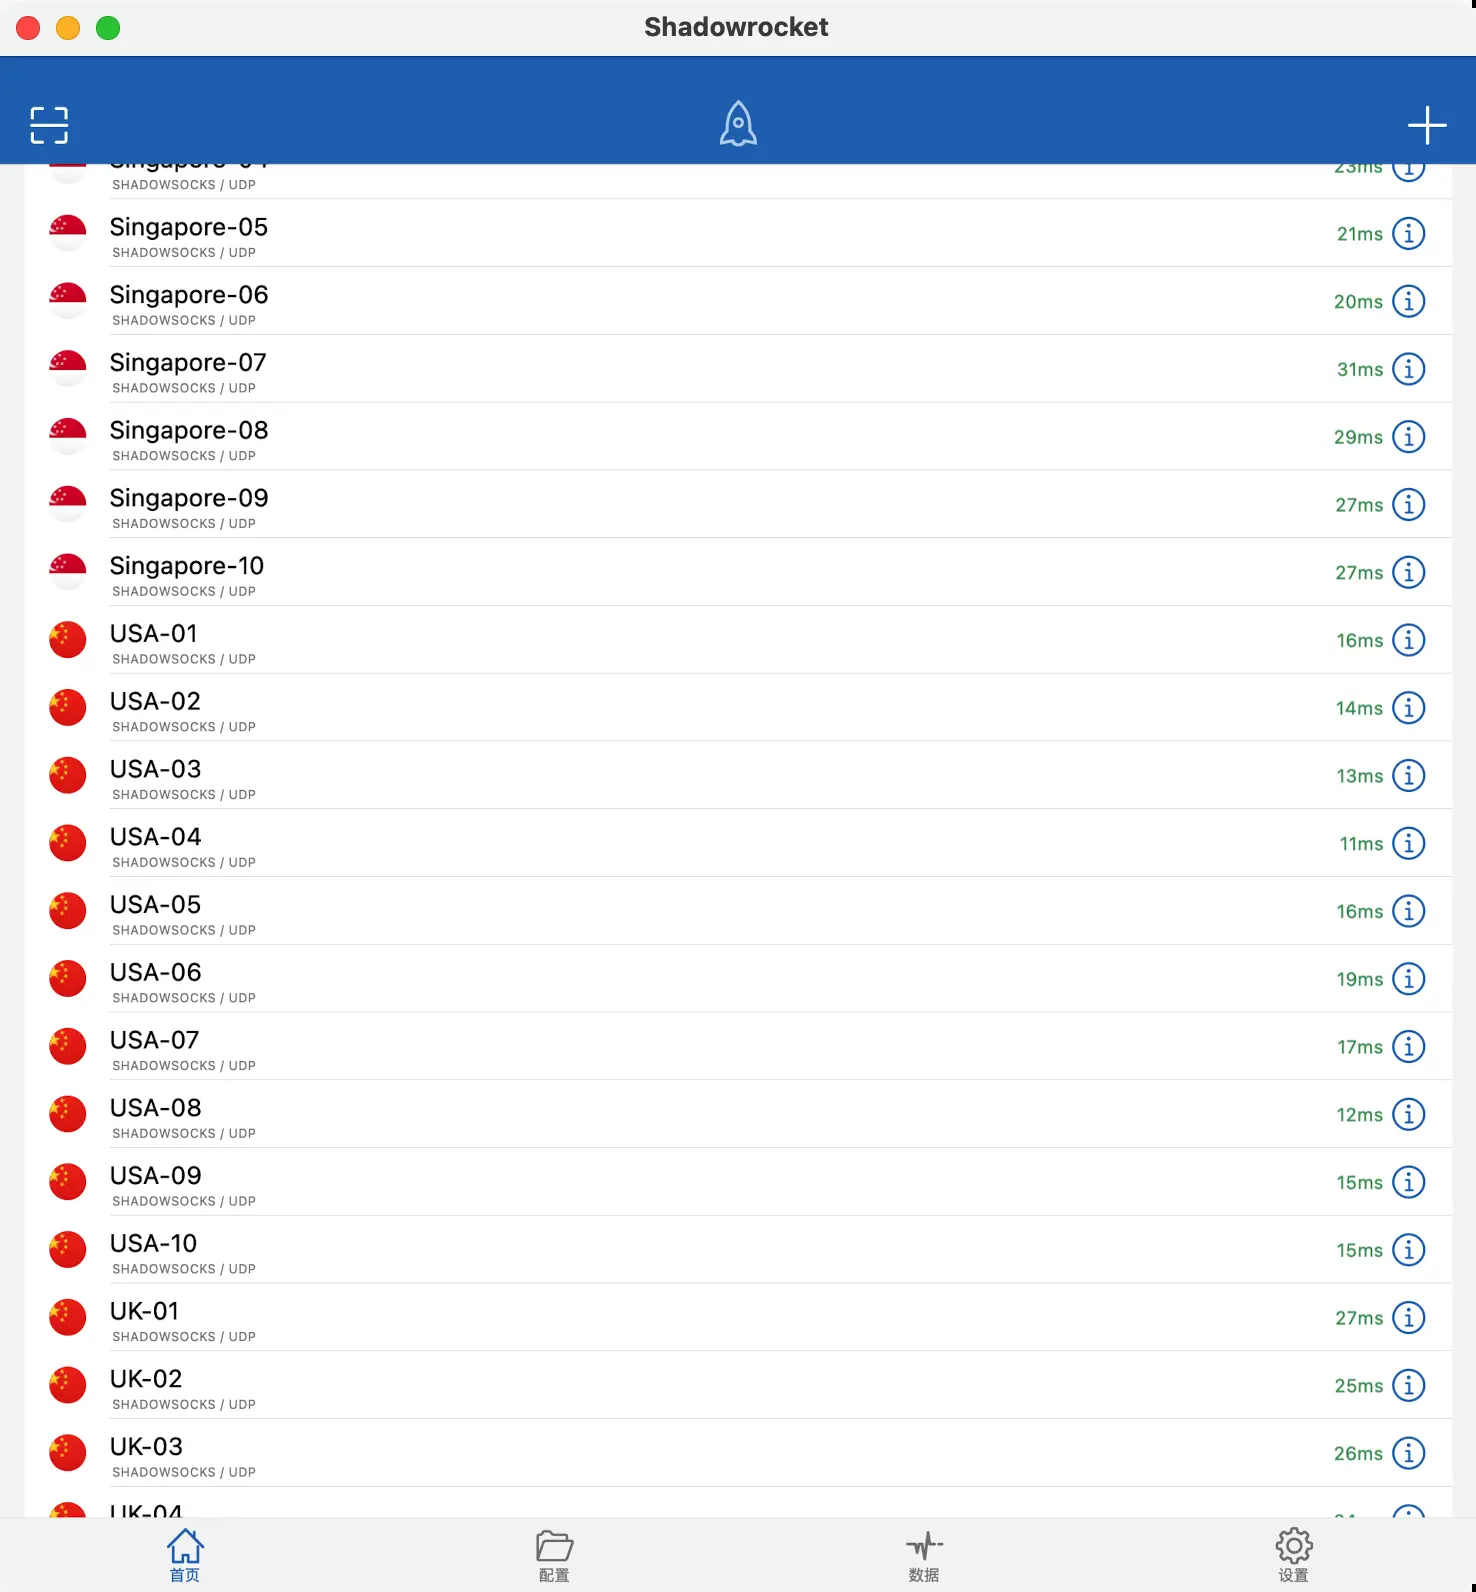 Shadowrocket
Singapore-04
23ms
SHADOWSOCKS / UDP
Singapore-05
21ms
SHADOWSOCKS / UDP
Singapore-06
20ms
SHADOWSOCKS / UDP
Singapore-07
31ms
SHADOWSOCKS / UDP
Singapore-08
29ms
SHADOWSOCKS / UDP
Singapore-09
27ms
SHADOWSOCKS / UDP
Singapore-10
27ms
SHADOWSOCKS / UDP
USA-01
16ms
SHADOWSOCKS / UDP
USA-02
14ms
SHADOWSOCKS / UDP
USA-03
13ms
SHADOWSOCKS / UDP
USA-04
11ms
SHADOWSOCKS / UDP
USA-05
16ms
SHADOWSOCKS / UDP
USA-06
19ms
SHADOWSOCKS / UDP
USA-07
17ms
SHADOWSOCKS / UDP
USA-08
12ms
SHADOWSOCKS / UDP
USA-09
15ms
SHADOWSOCKS / UDP
USA-10
15ms
SHADOWSOCKS / UDP
UK-01
27ms
SHADOWSOCKS / UDP
UK-02
25ms
SHADOWSOCKS / UDP
UK-03
26ms
SHADOWSOCKS / UDP
UK-04
首页
配置
数据
设置